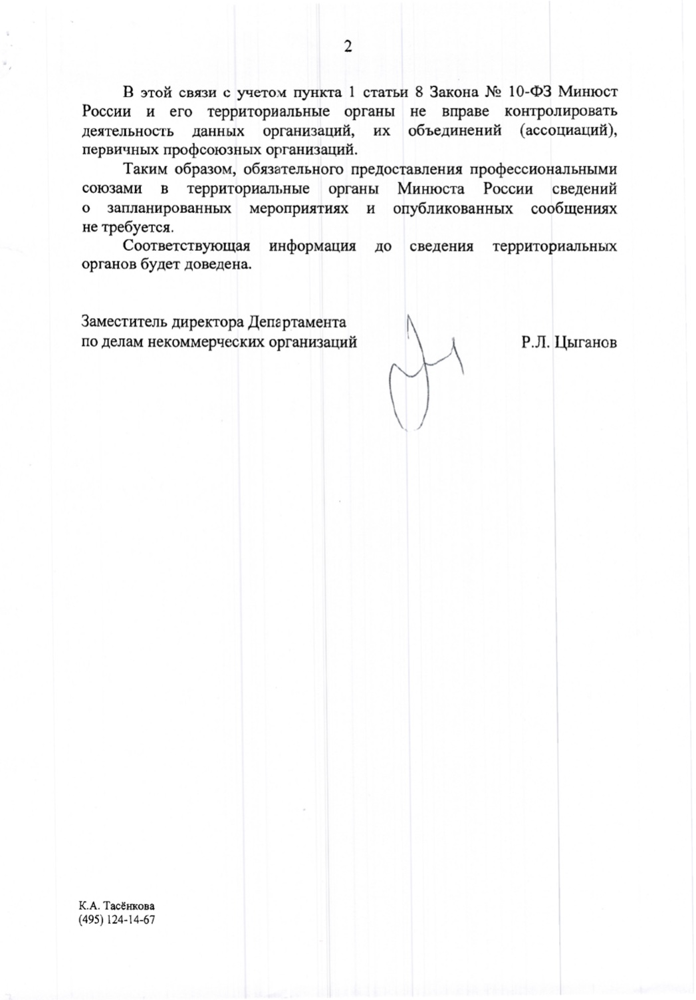 2
В этой связи с учетом пункта 1 статьи 8 Закона № 10-ФЗ Минюст
России и его территориальные органы не вправе контролировать
деятельность данных организаций, их объединений (ассоциаций),
первичных профсоюзных организаций.
Таким образом, обязательного предоставления профессиональными
союзами в территориальные органы Минюста России сведений
о запланированных мероприятиях и опубликованных сообщениях
не требуется.
Соответствующая информация до сведения территориальных
органов будет доведена.
Заместитель директора Департамента
по делам некоммерческих организаций Р.Л. Цыганов
К.А. Тасёнкова
(495) 124-14-67